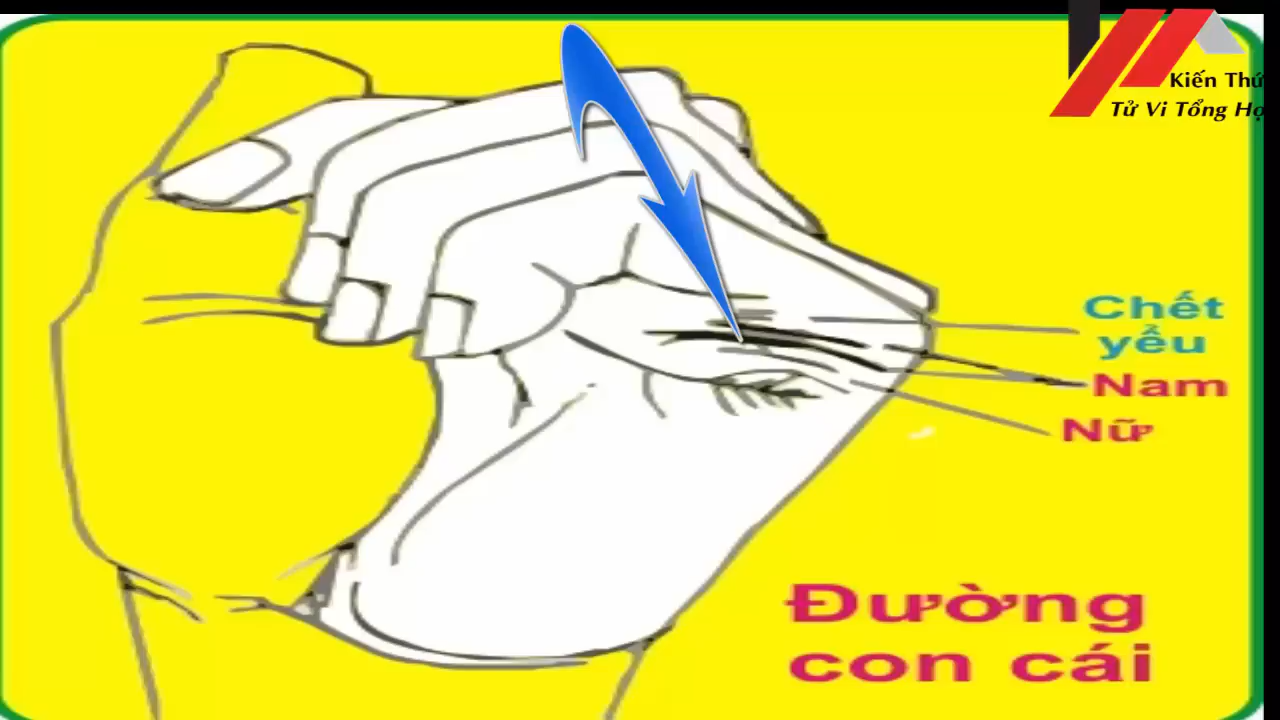 Kiến Thứ
Tử Vi Tổng Họ
Chết
yểu
Nam
Nữ
Đường
con cái